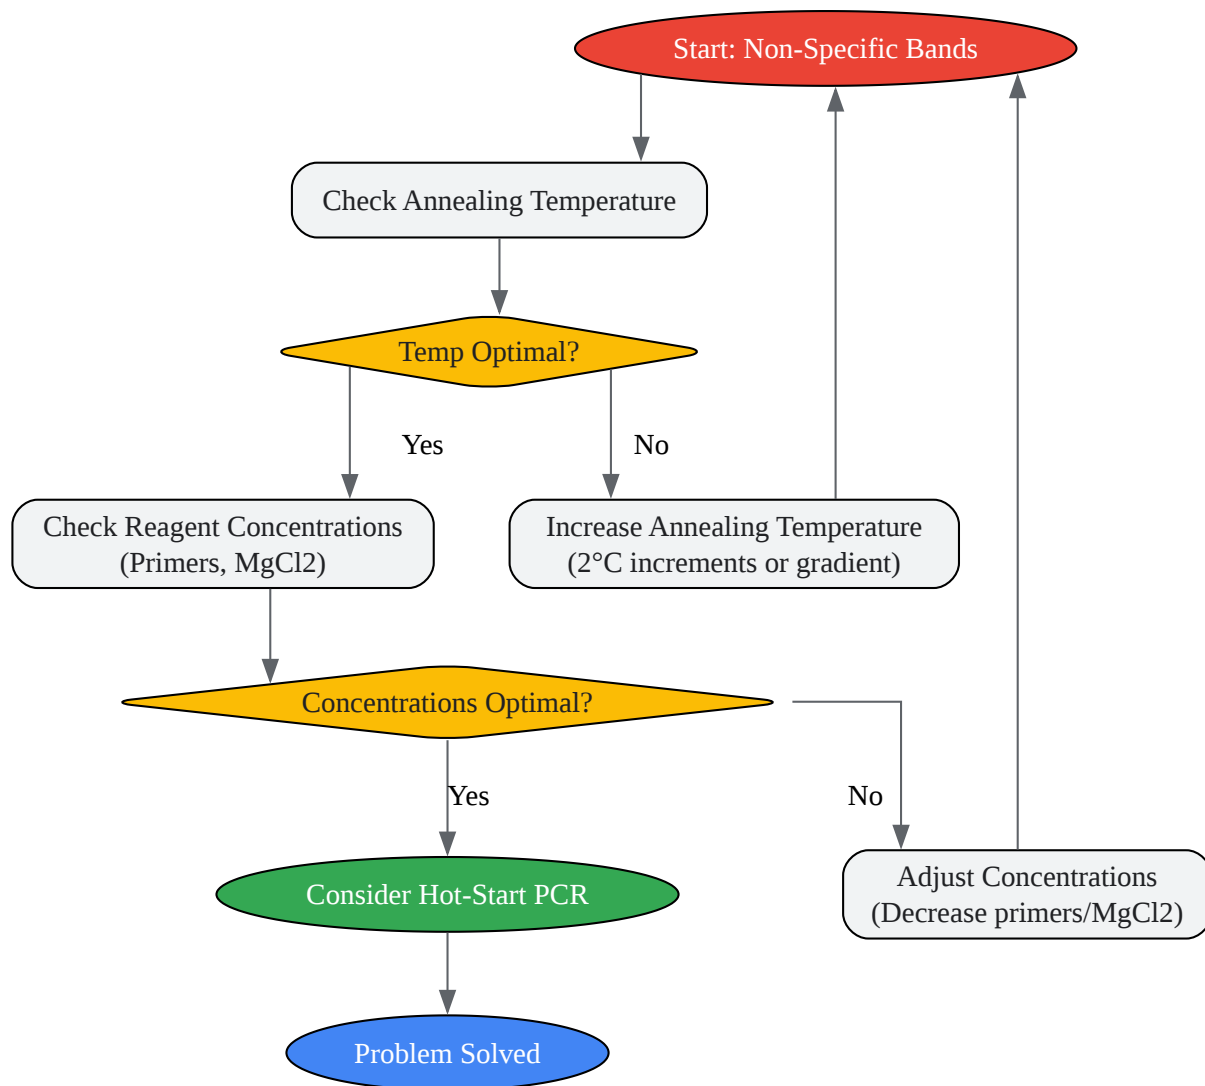 Start: Non-Specific Bands
Check Annealing Temperature
Temp Optimal?
Yes
No
Check Reagent Concentrations
(Primers, MgCl2)
Increase Annealing Temperature
(2°C increments or gradient)
Concentrations Optimal?
Yes
No
Consider Hot-Start PCR
Adjust Concentrations
(Decrease primers/MgCl2)
Problem Solved